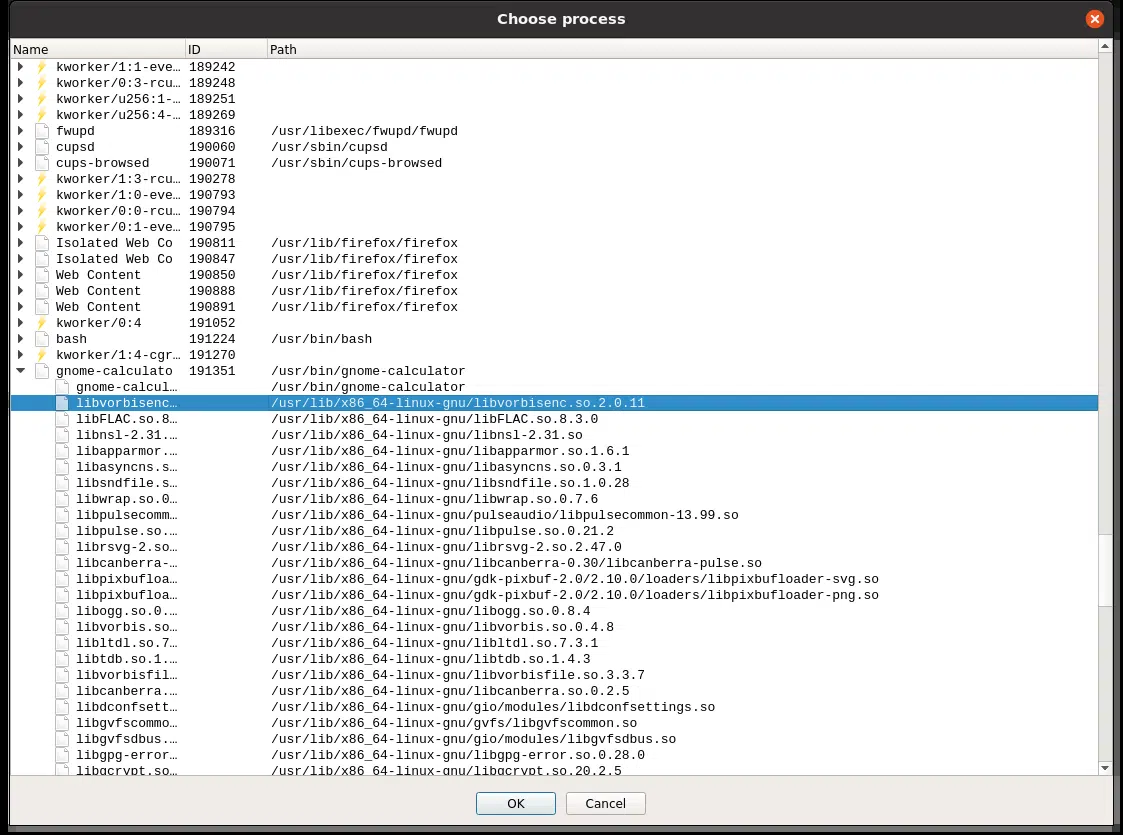 Choose process
Name ID Path
kworker/1:1-eve… 189242
kworker/0:3-rcu… 189248
kworker/u256:1-… 189251
kworker/u256:4-… 189269
fwupd 189316 /usr/libexec/fwupd/fwupd
cupsd 190060 /usr/sbin/cupsd
cups-browsed 190071 /usr/sbin/cups-browsed
kworker/1:3-rcu… 190278
kworker/1:0-eve… 190793
kworker/0:0-rcu… 190794
kworker/0:1-eve… 190795
Isolated Web Co 190811 /usr/lib/firefox/firefox
Isolated Web Co 190847 /usr/lib/firefox/firefox
Web Content 190850 /usr/lib/firefox/firefox
Web Content 190888 /usr/lib/firefox/firefox
Web Content 190891 /usr/lib/firefox/firefox
kworker/0:4 191052
bash 191224 /usr/bin/bash
kworker/1:4-cgr… 191270
gnome-calculato 191351 /usr/bin/gnome-calculator
gnome-calcul… /usr/bin/gnome-calculator
libvorbisenc… /usr/lib/x86_64-linux-gnu/libvorbisenc.so.2.0.11
libFLAC.so.8… /usr/lib/x86_64-linux-gnu/libFLAC.so.8.3.0
libnsl-2.31.… /usr/lib/x86_64-linux-gnu/libnsl-2.31.so
libapparmor.… /usr/lib/x86_64-linux-gnu/libapparmor.so.1.6.1
libasyncns.s… /usr/lib/x86_64-linux-gnu/libasyncns.so.0.3.1
libsndfile.s… /usr/lib/x86_64-linux-gnu/libsndfile.so.1.0.28
libwrap.so.0… /usr/lib/x86_64-linux-gnu/libwrap.so.0.7.6
libpulsecomm… /usr/lib/x86_64-linux-gnu/pulseaudio/libpulsecommon-13.99.so
libpulse.so.… /usr/lib/x86_64-linux-gnu/libpulse.so.0.21.2
librsvg-2.so… /usr/lib/x86_64-linux-gnu/librsvg-2.so.2.47.0
libcanberra-… /usr/lib/x86_64-linux-gnu/libcanberra-0.30/libcanberra-pulse.so
libpixbufloa… /usr/lib/x86_64-linux-gnu/gdk-pixbuf-2.0/2.10.0/loaders/libpixbufloader-svg.so
libpixbufloa… /usr/lib/x86_64-linux-gnu/gdk-pixbuf-2.0/2.10.0/loaders/libpixbufloader-png.so
libogg.so.0.… /usr/lib/x86_64-linux-gnu/libogg.so.0.8.4
libvorbis.so… /usr/lib/x86_64-linux-gnu/libvorbis.so.0.4.8
libltdl.so.7… /usr/lib/x86_64-linux-gnu/libltdl.so.7.3.1
libtdb.so.1.… /usr/lib/x86_64-linux-gnu/libtdb.so.1.4.3
libvorbisfil… /usr/lib/x86_64-linux-gnu/libvorbisfile.so.3.3.7
libcanberra.… /usr/lib/x86_64-linux-gnu/libcanberra.so.0.2.5
libdconfsett… /usr/lib/x86_64-linux-gnu/gio/modules/libdconfsettings.so
libgvfscommo… /usr/lib/x86_64-linux-gnu/gvfs/libgvfscommon.so
libgvfsdbus.… /usr/lib/x86_64-linux-gnu/gio/modules/libgvfsdbus.so
libgpg-error… /usr/lib/x86_64-linux-gnu/libgpg-error.so.0.28.0
libgcrypt.so… /usr/lib/x86_64-linux-gnu/libgcrypt.so.20.2.5
OK Cancel